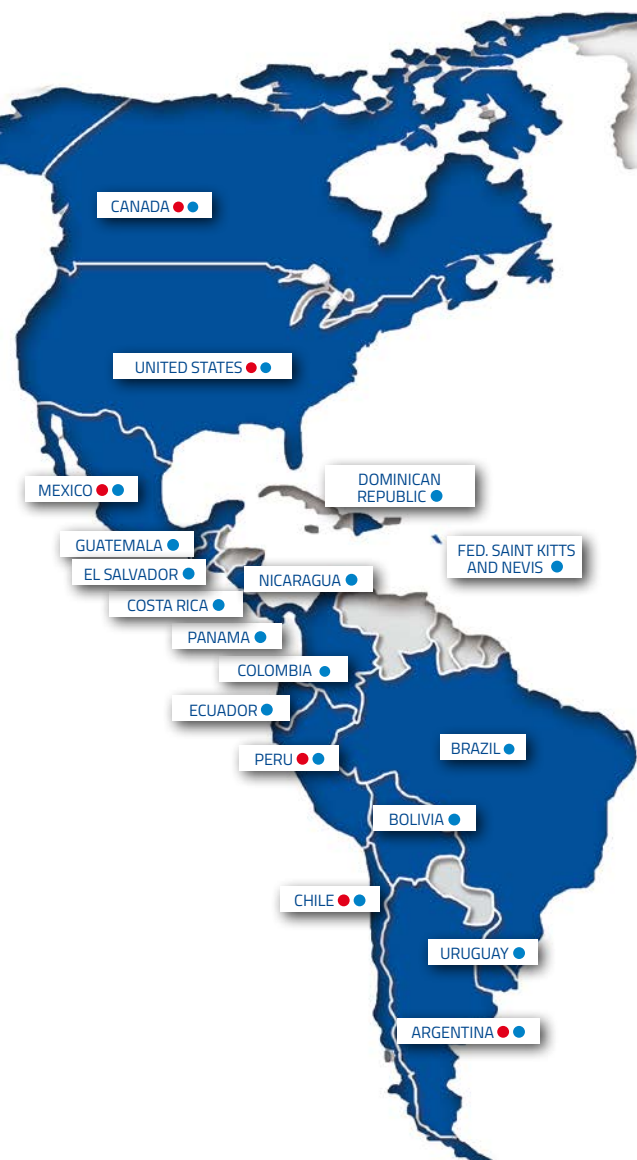 CANADA
UNITED STATES
MEXICO
DOMINICAN
REPUBLIC
GUATEMALA
FED. SAINT KITTS
AND NEVIS
EL SALVADOR
NICARAGUA
COSTA RICA
PANAMA
COLOMBIA
ECUADOR
BRAZIL
PERU
BOLIVIA
CHILE
URUGUAY
ARGENTINA